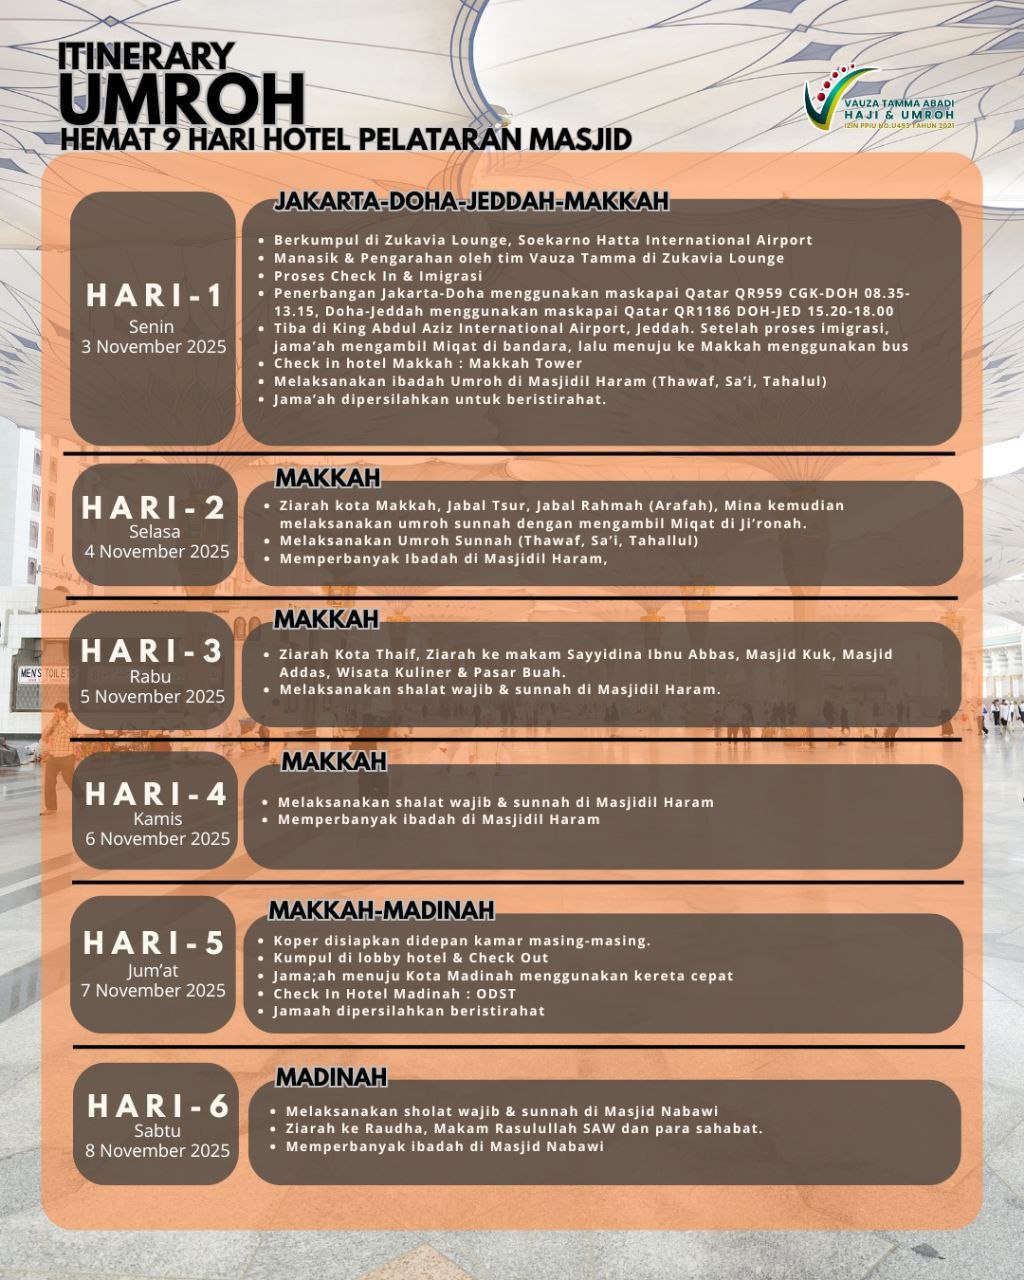 ITINERARY
UMROH
HEMAT 9 HARI HOTEL PELATARAN MASJID
VAUZA TAMMA ABADI
HAJI & UMROH
IZIN PPIU NO.U493 TAHUN 2021
JAKARTA-DOHA-JEDDAH-MAKKAH
HARI-1
Senin
3 November 2025
• Berkumpul di Zukavia Lounge, Soekarno Hatta International Airport
• Manasik & Pengarahan oleh tim Vauza Tamma di Zukavia Lounge
• Proses Check In & Imigrasi
• Penerbangan Jakarta-Doha menggunakan maskapai Qatar QR959 CGK-DOH 08.35-
13.15, Doha-Jeddah menggunakan maskapai Qatar QR1186 DOH-JED 15.20-18.00
• Tiba di King Abdul Aziz International Airport, Jeddah. Setelah proses imigrasi,
jama’ah mengambil Miqat di bandara, lalu menuju ke Makkah menggunakan bus
• Check in hotel Makkah : Makkah Tower
• Melaksanakan ibadah Umroh di Masjidil Haram (Thawaf, Sa’i, Tahalul)
• Jama’ah dipersilahkan untuk beristirahat.
MAKKAH
HARI-2
Selasa
4 November 2025
• Ziarah kota Makkah, Jabal Tsur, Jabal Rahmah (Arafah), Mina kemudian
melaksanakan umroh sunnah dengan mengambil Miqat di Ji’ronah.
• Melaksanakan Umroh Sunnah (Thawaf, Sa’i, Tahallul)
• Memperbanyak Ibadah di Masjidil Haram,
MAKKAH
HARI-3
Rabu
5 November 2025
• Ziarah Kota Thaif, Ziarah ke makam Sayyidina Ibnu Abbas, Masjid Kuk, Masjid
Addas, Wisata Kuliner & Pasar Buah.
• Melaksanakan shalat wajib & sunnah di Masjidil Haram.
MEN'S TOILETS
MAKKAH
HARI-4
Kamis
6 November 2025
• Melaksanakan shalat wajib & sunnah di Masjidil Haram
• Memperbanyak ibadah di Masjidil Haram
MAKKAH-MADINAH
HARI-5
Jum’at
7 November 2025
• Koper disiapkan didepan kamar masing-masing.
• Kumpul di lobby hotel & Check Out
• Jama;ah menuju Kota Madinah menggunakan kereta cepat
• Check In Hotel Madinah : ODST
• Jamaah dipersilahkan beristirahat
MADINAH
HARI-6
Sabtu
8 November 2025
• Melaksanakan sholat wajib & sunnah di Masjid Nabawi
• Ziarah ke Raudha, Makam Rasulullah SAW dan para sahabat.
• Memperbanyak ibadah di Masjid Nabawi